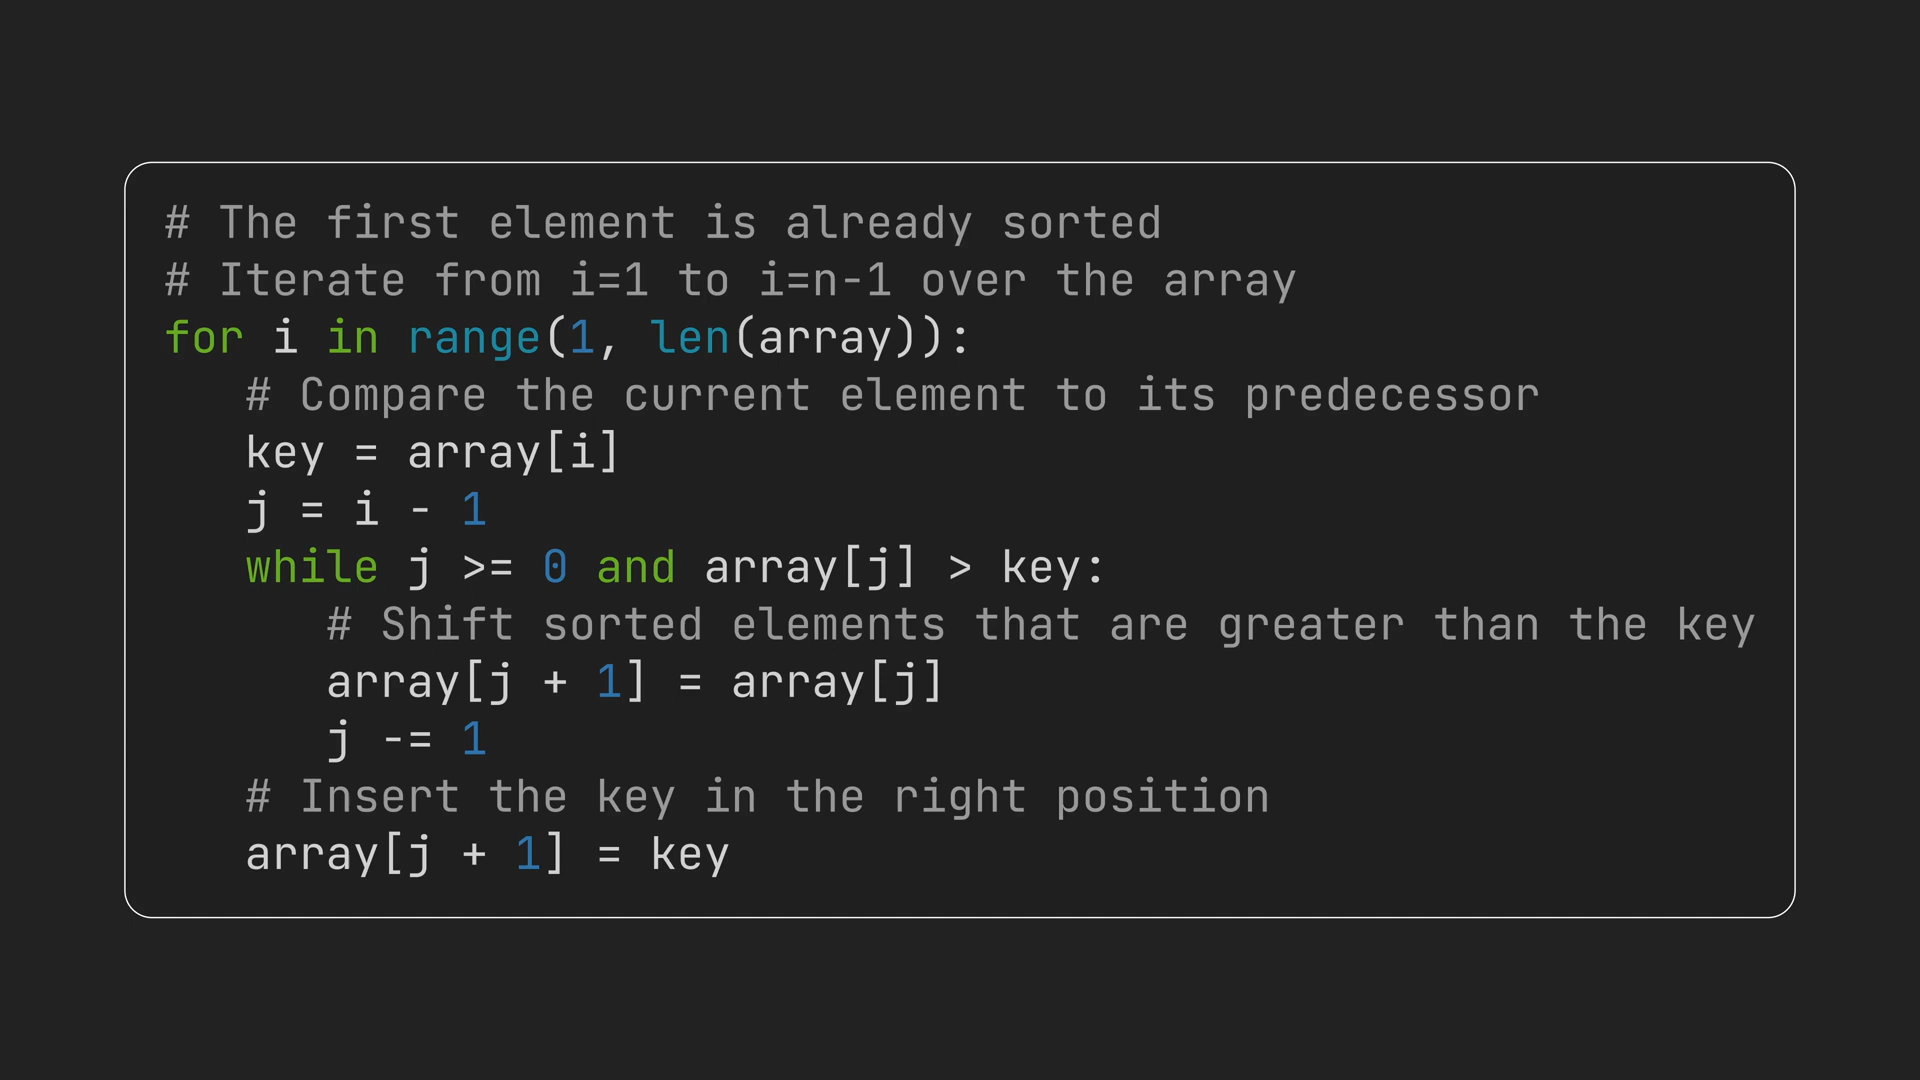 # The first element is already sorted
# Iterate from i=1 to i=n-1 over the array
for i in range(1, len(array)):
   # Compare the current element to its predecessor
   key = array[i]
   j = i - 1
   while j >= 0 and array[j] > key:
      # Shift sorted elements that are greater than the key
      array[j + 1] = array[j]
      j -= 1
   # Insert the key in the right position
   array[j + 1] = key